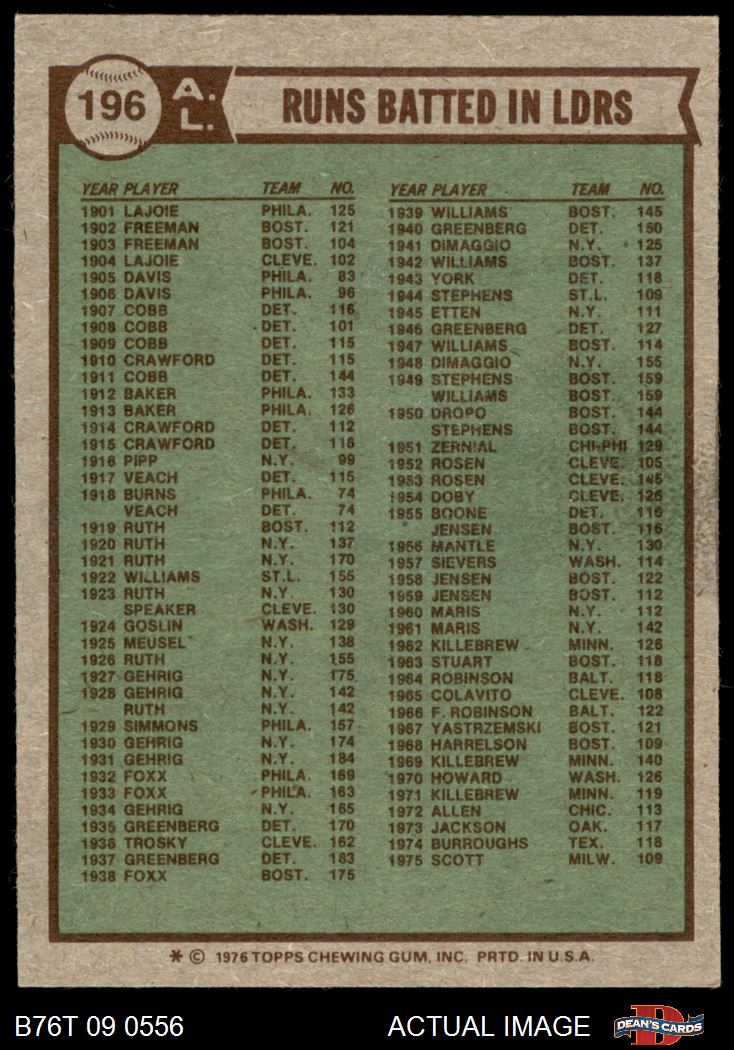 196
A.L.
RUNS BATTED IN LDRS
YEAR PLAYER TEAM NO.
1901 LAJOIE PHILA. 125
1902 FREEMAN BOST. 121
1903 FREEMAN BOST. 104
1904 LAJOIE CLEVE. 102
1905 DAVIS PHILA. 83
1906 DAVIS PHILA. 96
1907 COBB DET. 116
1908 COBB DET. 101
1909 COBB DET. 115
1910 CRAWFORD DET. 115
1911 COBB DET. 144
1912 BAKER PHILA. 133
1913 BAKER PHILA. 126
1914 CRAWFORD DET. 112
1915 CRAWFORD DET. 116
1916 PIPP N.Y. 99
1917 VEACH DET. 115
1918 BURNS PHILA. 74
VEACH DET. 74
1919 RUTH BOST. 112
1920 RUTH N.Y. 137
1921 RUTH N.Y. 170
1922 WILLIAMS ST.L. 155
1923 RUTH N.Y. 130
SPEAKER CLEVE. 130
1924 GOSLIN WASH. 129
1925 MEUSEL N.Y. 138
1926 RUTH N.Y. 155
1927 GEHRIG N.Y. 175
1928 GEHRIG N.Y. 142
RUTH N.Y. 142
1929 SIMMONS PHILA. 157
1930 GEHRIG N.Y. 174
1931 GEHRIG N.Y. 184
1932 FOXX PHILA. 169
1933 FOXX PHILA. 163
1934 GEHRIG N.Y. 165
1935 GREENBERG DET. 170
1936 TROSKY CLEVE. 162
1937 GREENBERG DET. 183
1938 FOXX BOST. 175
YEAR PLAYER TEAM NO.
1939 WILLIAMS BOST. 145
1940 GREENBERG DET. 150
1941 DIMAGGIO N.Y. 125
1942 WILLIAMS BOST. 137
1943 YORK DET. 118
1944 STEPHENS ST.L. 109
1945 ETTEN N.Y. 111
1946 GREENBERG DET. 127
1947 WILLIAMS BOST. 114
1948 DIMAGGIO N.Y. 155
1949 STEPHENS BOST. 159
WILLIAMS BOST. 159
1950 DROPO BOST. 144
STEPHENS BOST. 144
1951 ZERNIAL CHI-PHI 129
1952 ROSEN CLEVE. 105
1953 ROSEN CLEVE. 145
1954 DOBY CLEVE. 126
1955 BOONE DET. 116
JENSEN BOST. 116
1956 MANTLE N.Y. 130
1957 SIEVERS WASH. 114
1958 JENSEN BOST. 122
1959 JENSEN BOST. 112
1960 MARIS N.Y. 112
1961 MARIS N.Y. 142
1962 KILLEBREW MINN. 126
1963 STUART BOST. 118
1964 ROBINSON BALT. 118
1965 COLAVITO CLEVE. 108
1966 F. ROBINSON BALT. 122
1967 YASTRZEMSKI BOST. 121
1968 HARRELSON BOST. 109
1969 KILLEBREW MINN. 140
1970 HOWARD WASH. 126
1971 KILLEBREW MINN. 119
1972 ALLEN CHIC. 113
1973 JACKSON OAK. 117
1974 BURROUGHS TEX. 118
1975 SCOTT MILW. 109
* © 1976 TOPPS CHEWING GUM, INC. PRTD. IN U.S.A.
B76T 09 0556 ACTUAL IMAGE
D DEAN'S CARDS